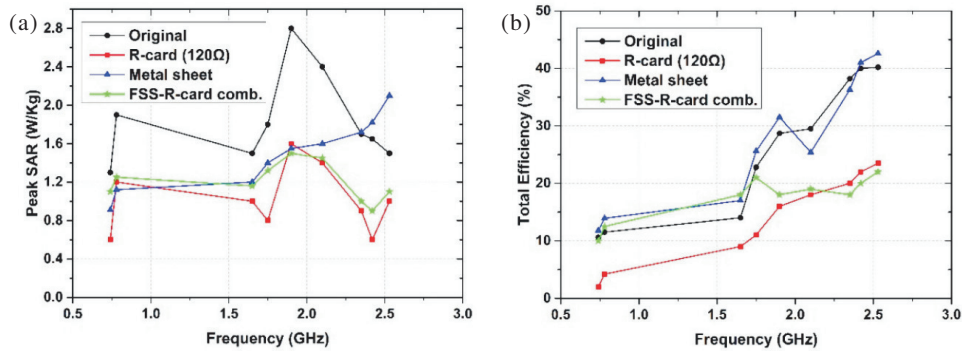 (a)
Original
R-card (120Ω)
Metal sheet
FSS-R-card comb.
Peak SAR (W/Kg)
3.0
2.6
2.2
1.8
1.4
1.2
0.8
0.4
0.0
0.5
1.0
1.5
2.0
2.5
3.0
Frequency (GHz)
(b)
Original
R-card (120Ω)
Metal sheet
FSS-R-card comb.
Total Efficiency (%)
50
40
30
20
10
0
0.5
1.0
1.5
2.0
2.5
3.0
Frequency (GHz)